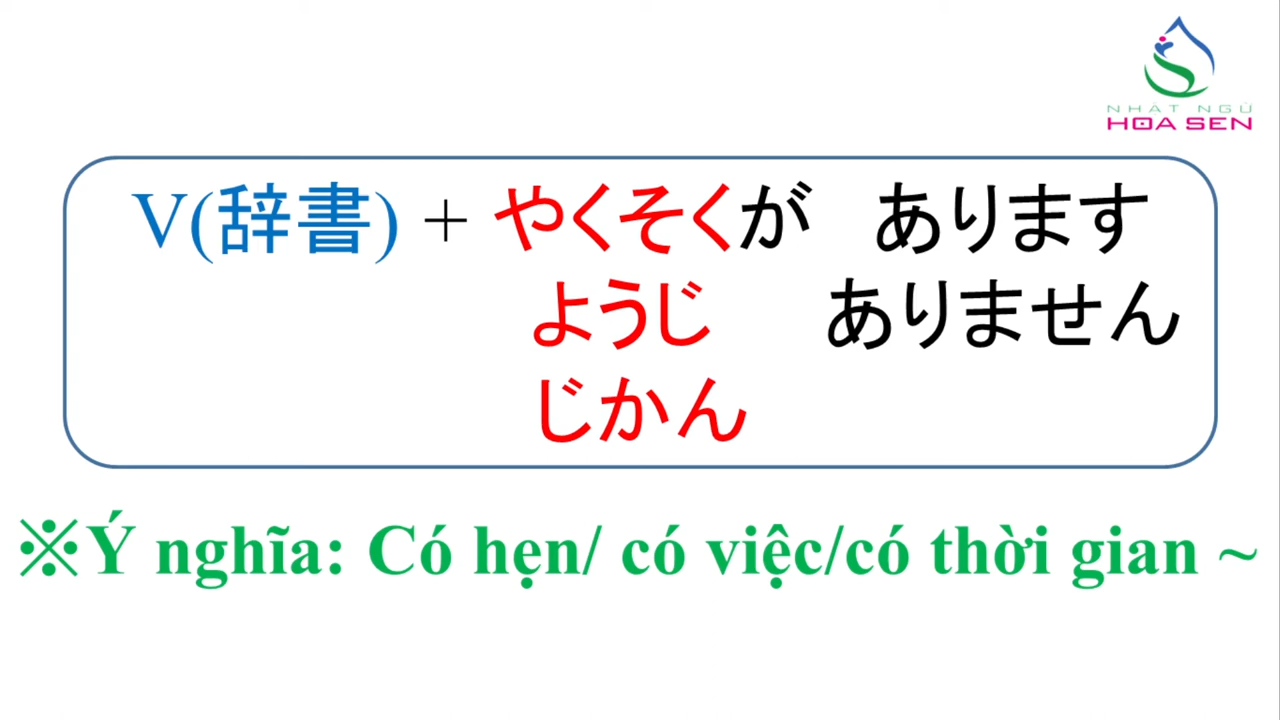 NHẬT NGỮ
HOA SEN
V(辞書) + やくそくが あります
ようじ ありません
じかん
※Ý nghĩa: Có hẹn/ có việc/có thời gian ~